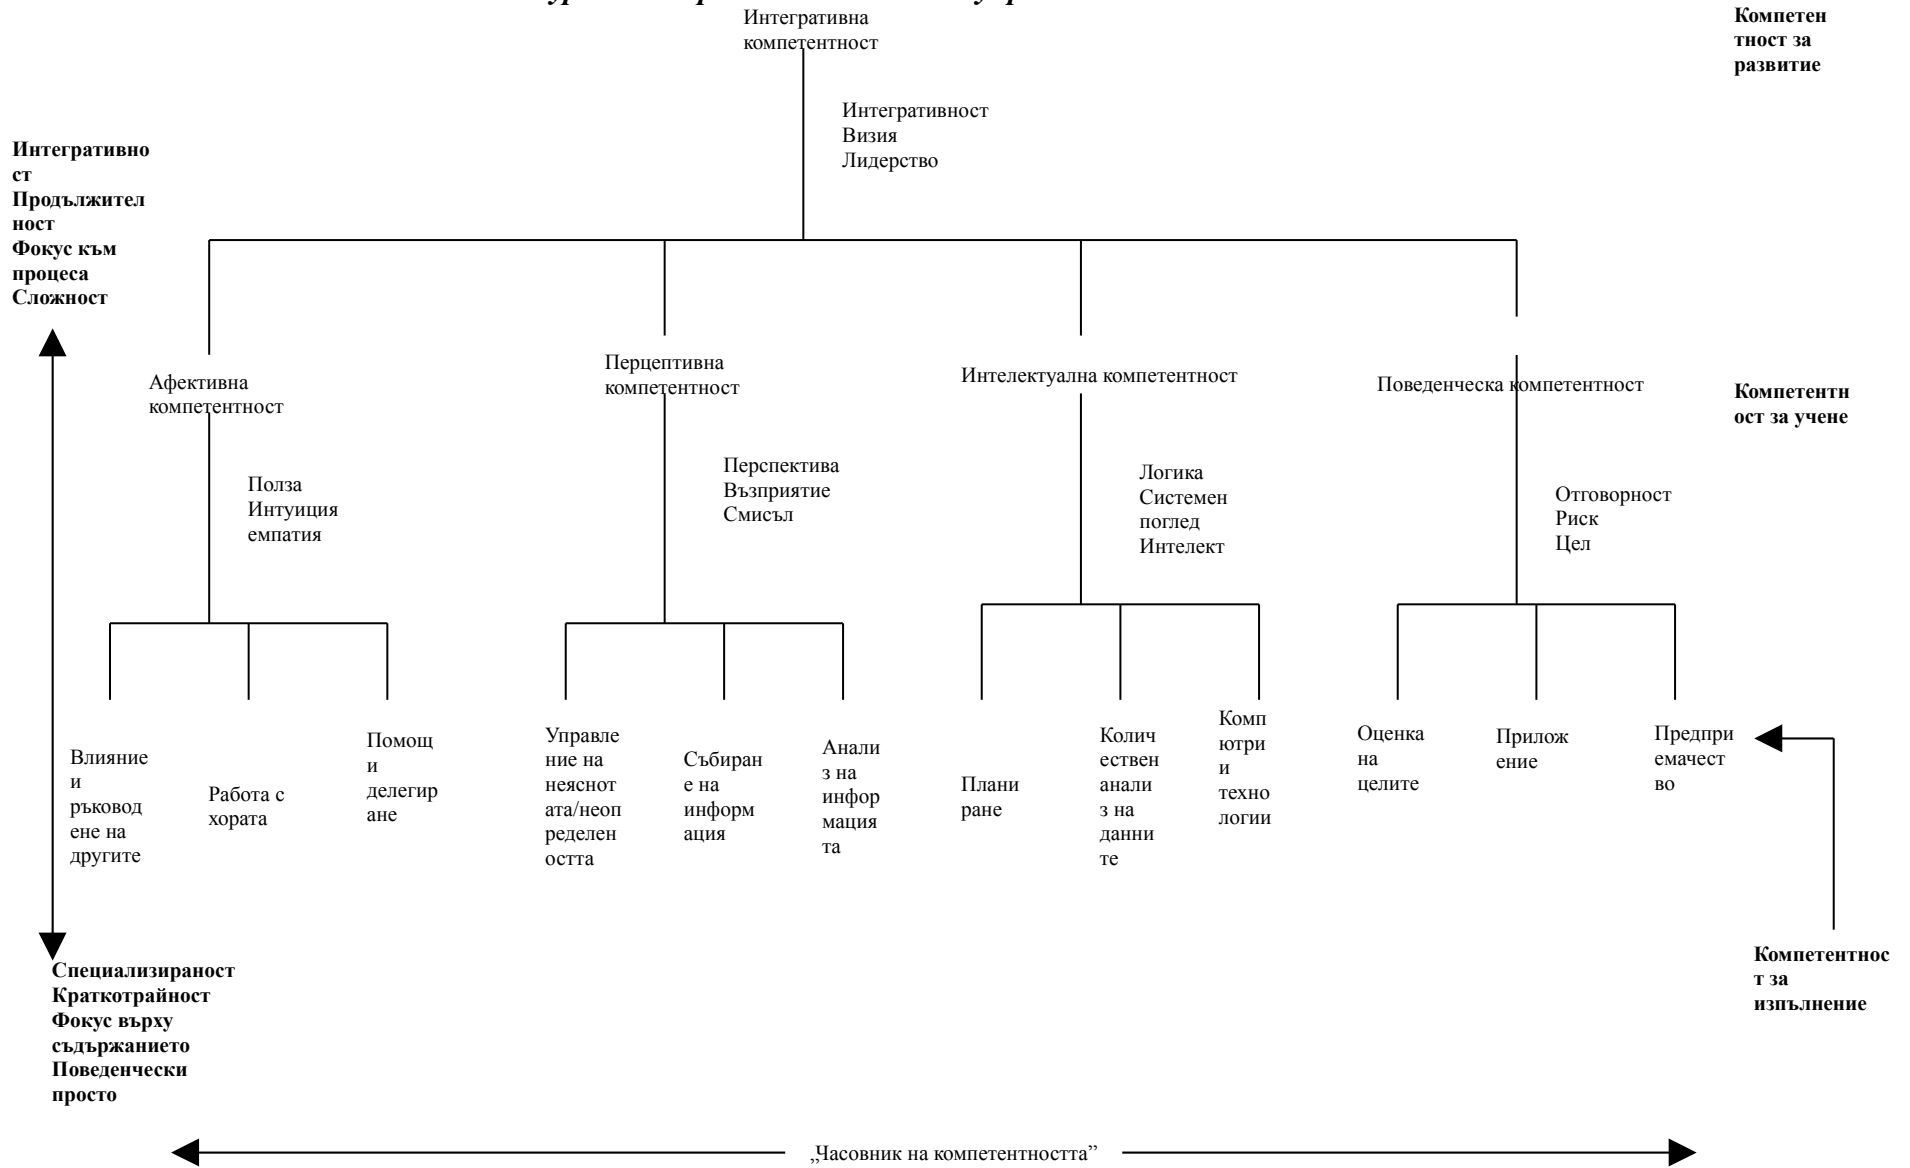 Интегративна
компетентност
Компетен
тност за
развитие
Интегративност
Визия
Лидерство
Интегративно
ст
Продължител
ност
Фокус към
процеса
Сложност
Афективна
компетентност
Перцептивна
компетентност
Интелектуална компетентност
Поведенческа компетентност
Компетентн
ост за учене
Полза
Интуиция
емпатия
Перспектива
Възприятие
Смисъл
Логика
Системен
поглед
Интелект
Отговорност
Риск
Цел
Влияние
и
ръковод
ене на
другите
Работа с
хората
Помощ
и
делегир
ане
Управле
ние на
неяснот
ата/неоп
ределен
остта
Събиран
е на
информ
ация
Анали
з на
инфор
мация
та
Плани
ране
Колич
ествен
анали
з на
данни
те
Комп
ютри
и
техно
логии
Оценка
на
целите
Прилож
ение
Предпри
емачест
во
Специализираност
Краткотрайност
Фокус върху
съдържанието
Поведенчески
просто
Компетентнос
т за
изпълнение
„Часовник на компетентността”